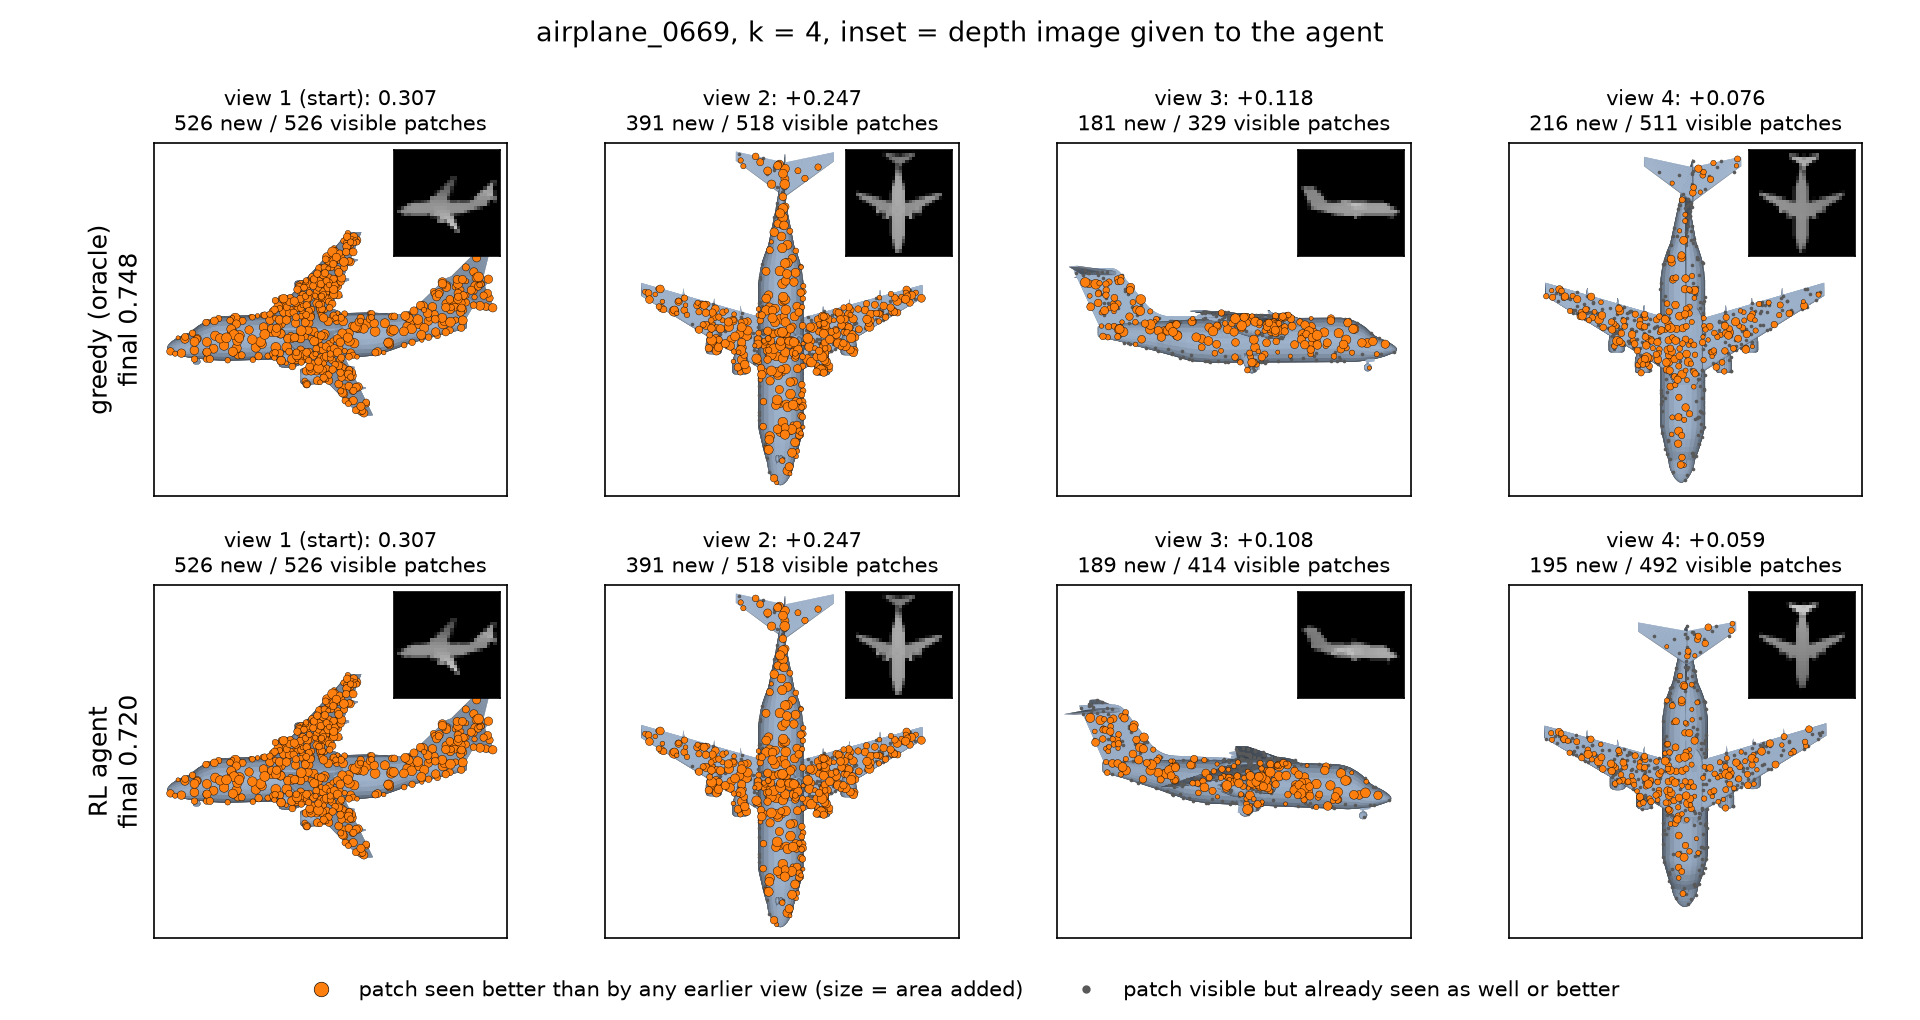 airplane_0669, k = 4, inset = depth image given to the agent
greedy (oracle)
final 0.748
view 1 (start): 0.307
526 new / 526 visible patches
view 2: +0.247
391 new / 518 visible patches
view 3: +0.118
181 new / 329 visible patches
view 4: +0.076
216 new / 511 visible patches
RL agent
final 0.720
view 1 (start): 0.307
526 new / 526 visible patches
view 2: +0.247
391 new / 518 visible patches
view 3: +0.108
189 new / 414 visible patches
view 4: +0.059
195 new / 492 visible patches
patch seen better than by any earlier view (size = area added)
patch visible but already seen as well or better